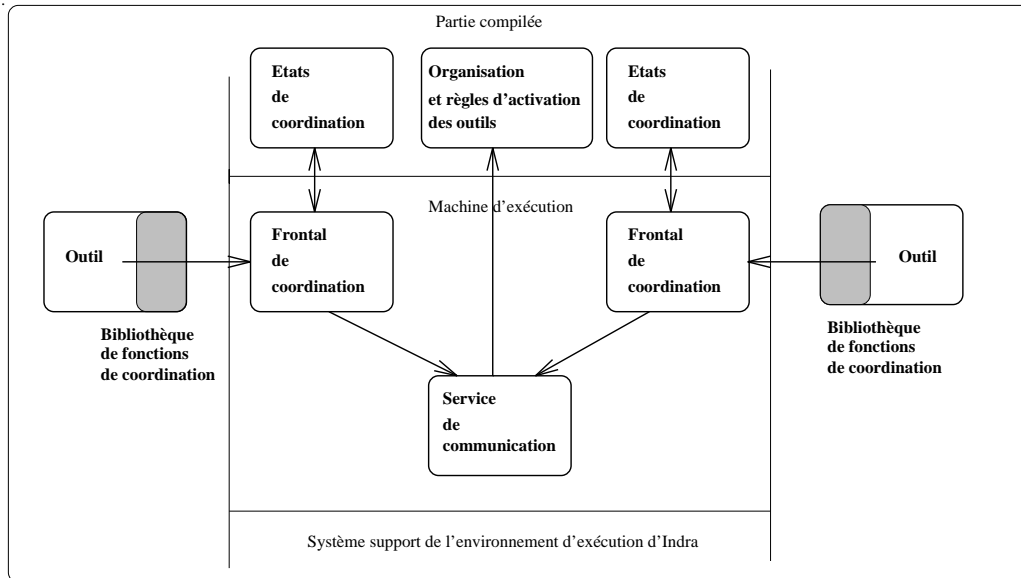 Partie compilée
Etats
de
coordination
Organisation
et règles d'activation
des outils
Etats
de
coordination
Machine d'exécution
Outil
Bibliothèque
de fonctions
de coordination
Frontal
de
coordination
Frontal
de
coordination
Outil
Bibliothèque
de fonctions
de coordination
Service
de
communication
Système support de l'environnement d'exécution d'Indra